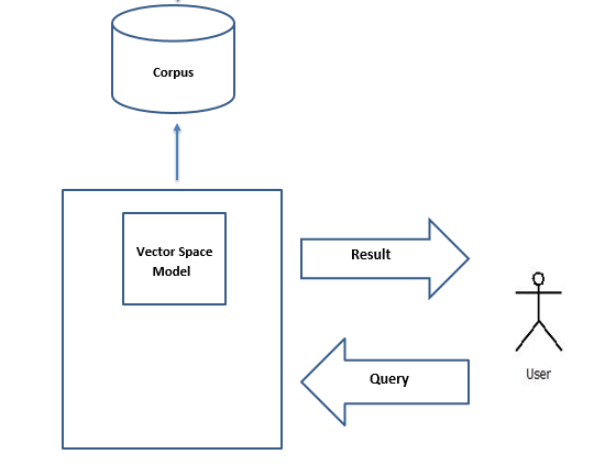 Corpus
Vector Space
Model
Result
Query
User